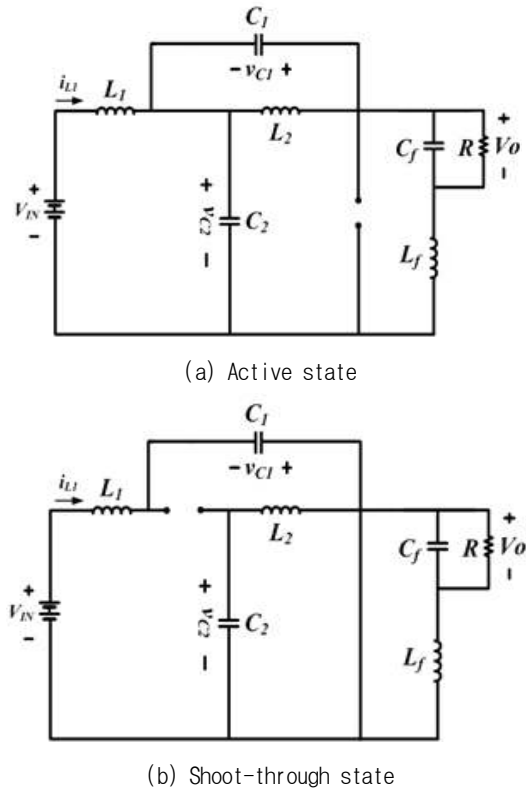 C1
− vC1 +
iL1
L1
L2
+
VIN
−
+
vC2
−
C2
Cf
R
+
Vo
−
Lf
(a) Active state
C1
− vC1 +
iL1
L1
L2
+
VIN
−
+
vC2
−
C2
Cf
R
+
Vo
−
Lf
(b) Shoot-through state